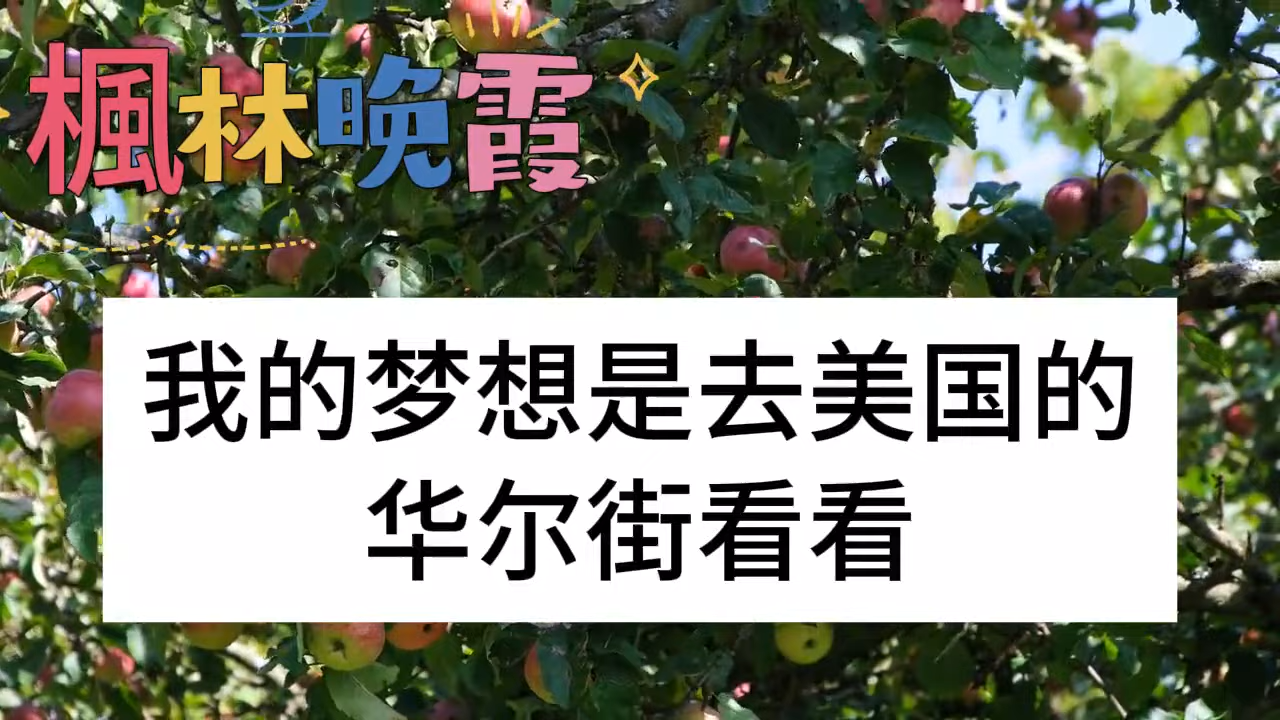 楓林晚霞
我的梦想是去美国的
华尔街看看